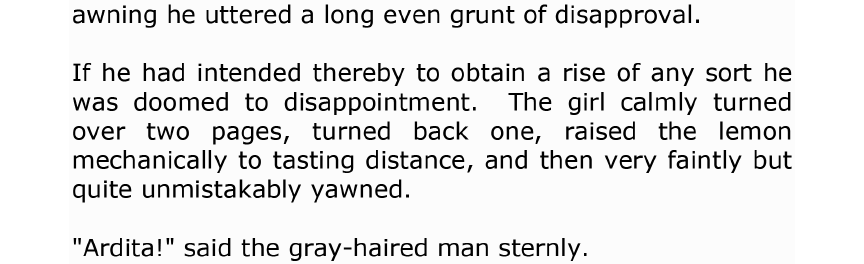 awning he uttered a long even grunt of disapproval.
If he had intended thereby to obtain a rise of any sort he
was doomed to disappointment. The girl calmly turned
over two pages, turned back one, raised the lemon
mechanically to tasting distance, and then very faintly but
quite unmistakably yawned.
"Ardita!" said the gray-haired man sternly.